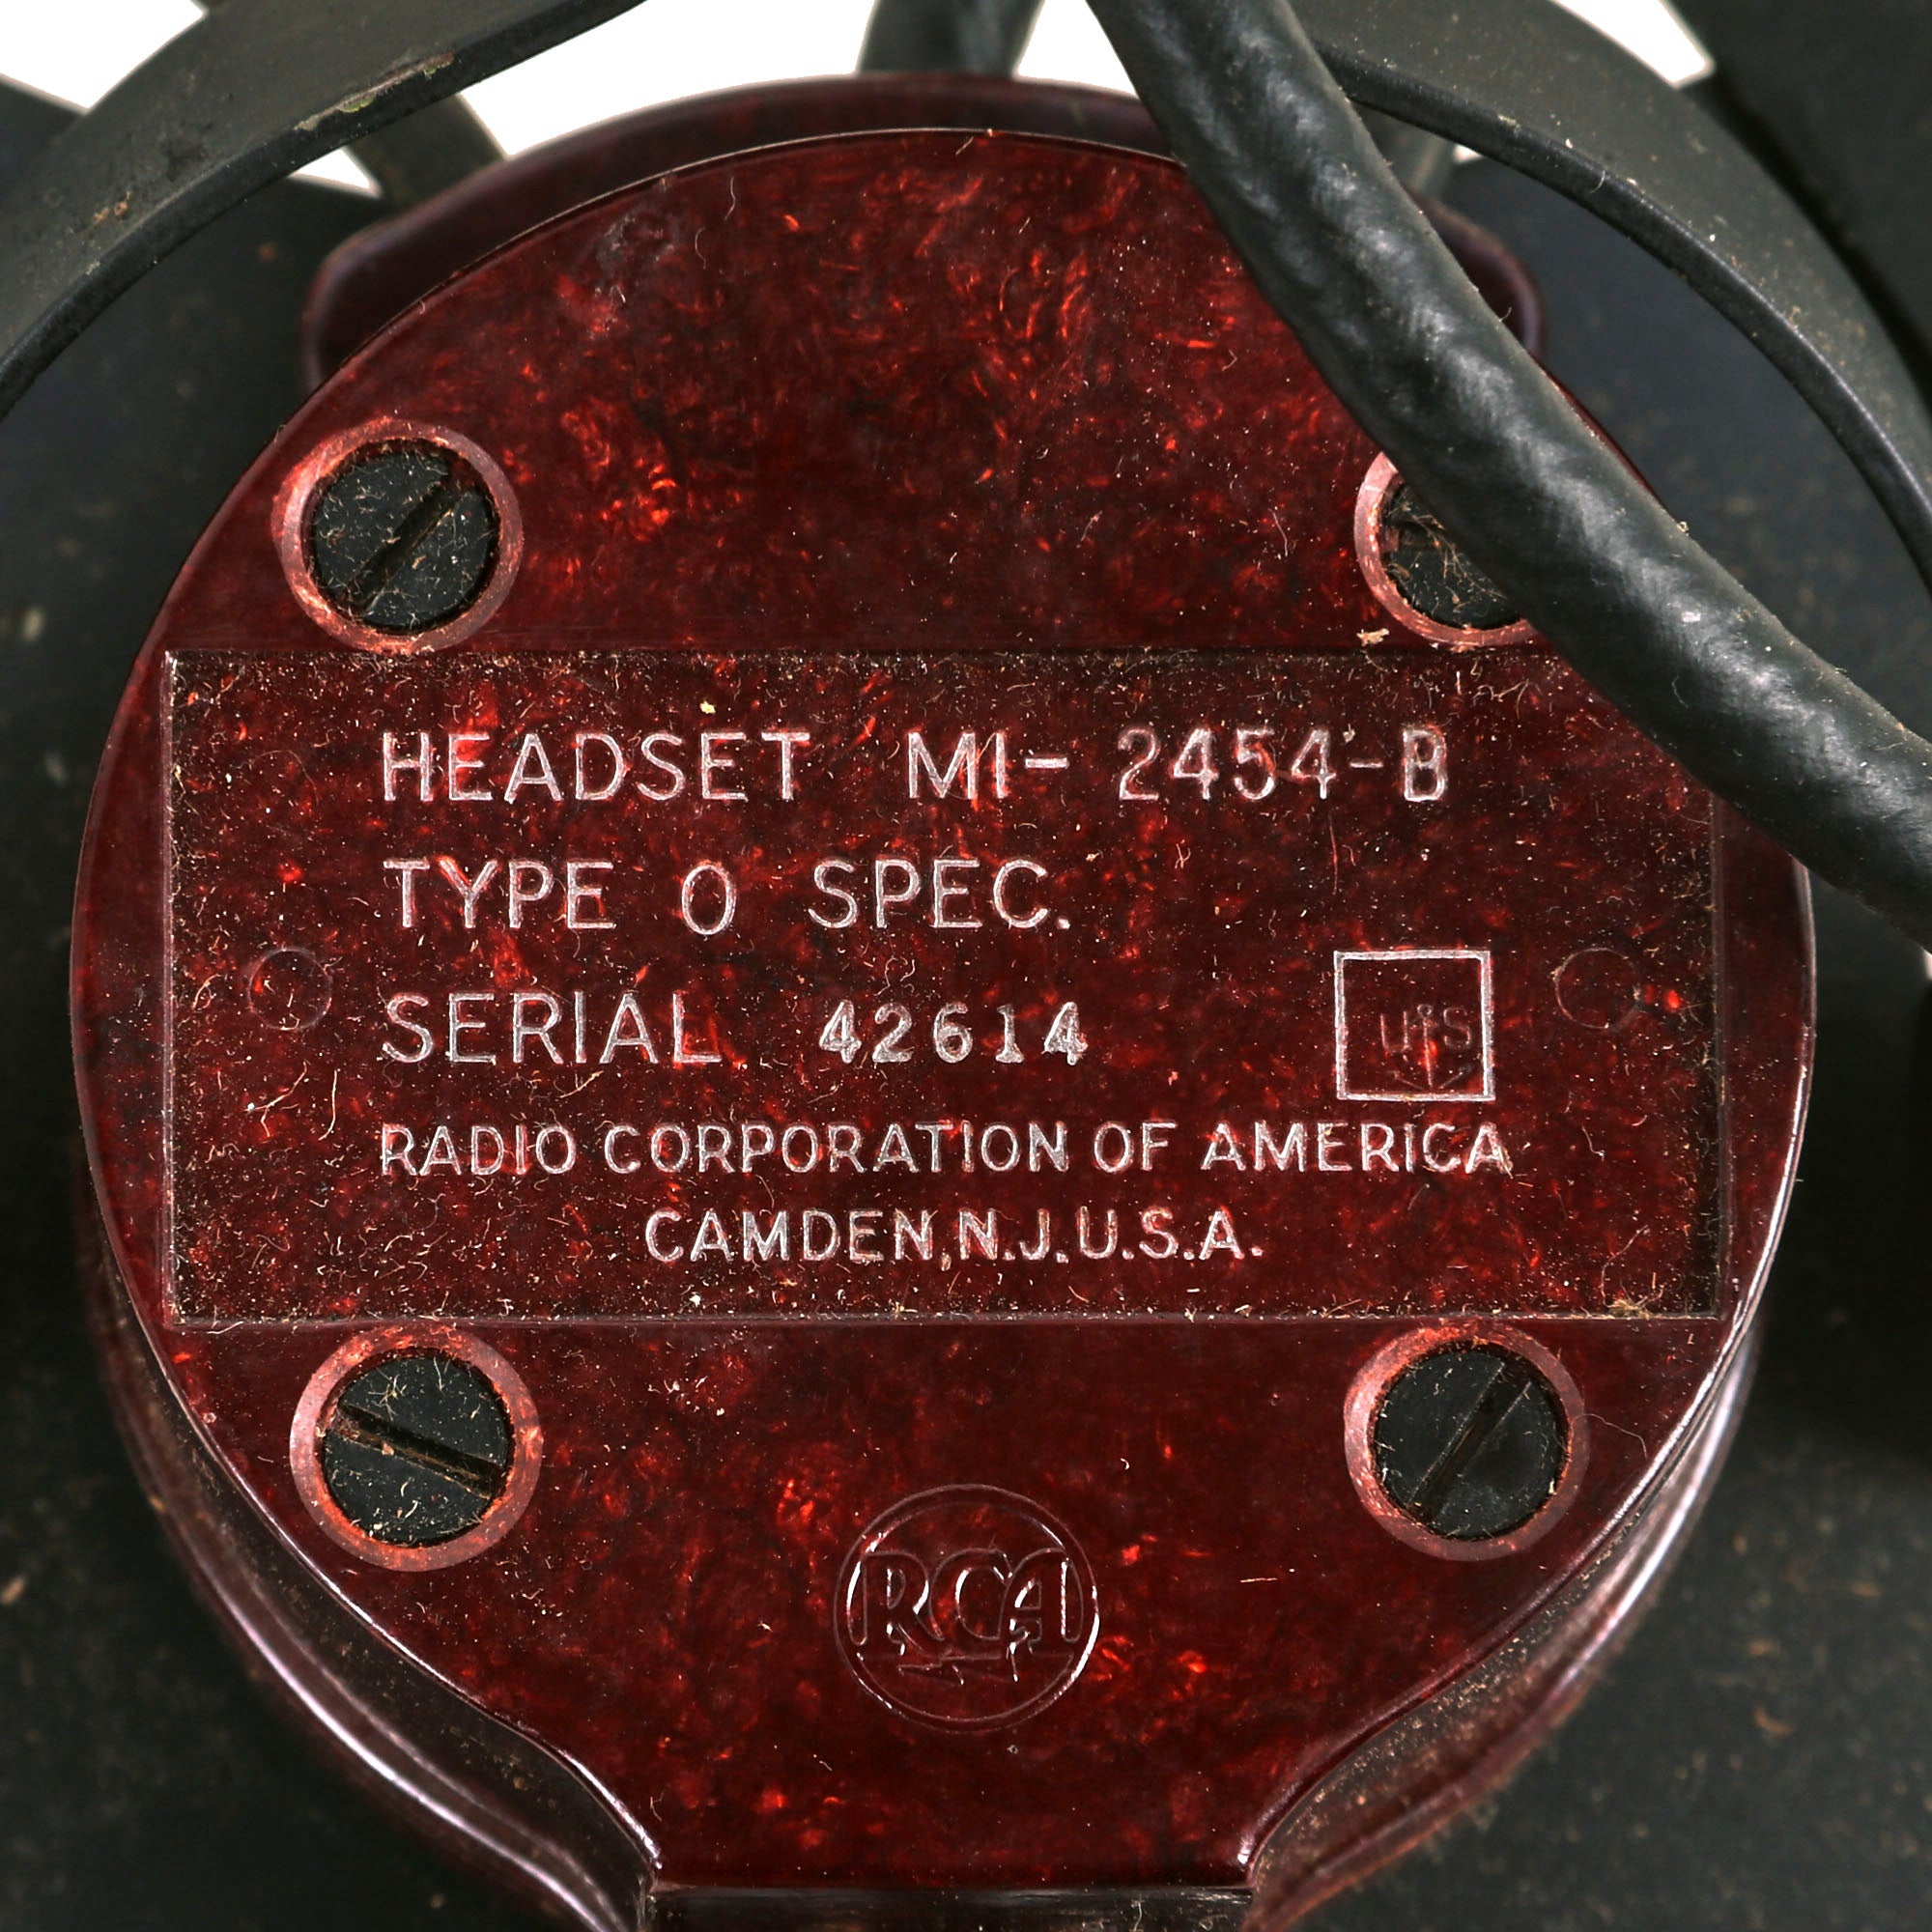 HEADSET MI- 2454-B
TYPE O SPEC.
SERIAL 42614
U S
RADIO CORPORATION OF AMERICA
CAMDEN, N.J. U.S.A.
RCA